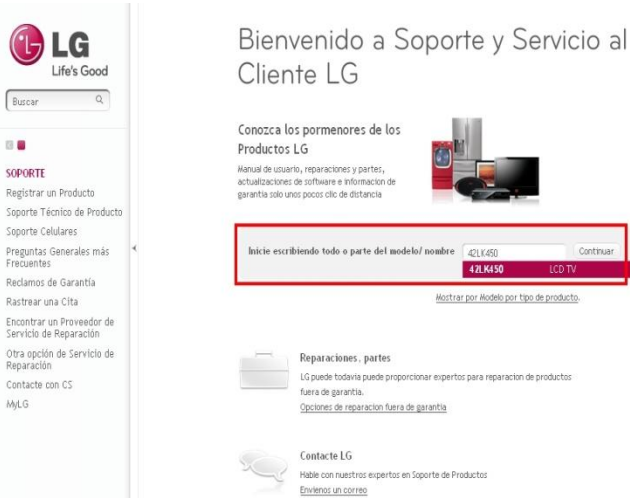 LG
Life's Good
Buscar
SOPORTE
Registrar un Producto
Soporte Técnico de Producto
Soporte Celulares
Preguntas Generales más
Frecuentes
Reclamos de Garantía
Rastrear una Cita
Encontrar un Proveedor de
Servicio de Reparación
Otra opción de Servicio de
Reparación
Contacte con CS
MyLG
Bienvenido a Soporte y Servicio al
Cliente LG
Conozca los pormenores de los
Productos LG
Manual de usuario, reparaciones y partes,
actualizaciones de software e informacion de
garantia solo unos pocos clic de distancia
Inicie escribiendo todo o parte del modelo/ nombre 42LK450 Continuar
42LK450 LCD TV
Mostrar por Modelo por tipo de producto.
Reparaciones, partes
LG puede todavia puede proporcionar expertos para reparacion de productos
fuera de garantia.
Opciones de reparacion fuera de garantia
Contacte LG
Hable con nuestros expertos en Soporte de Productos
Envienos un correo